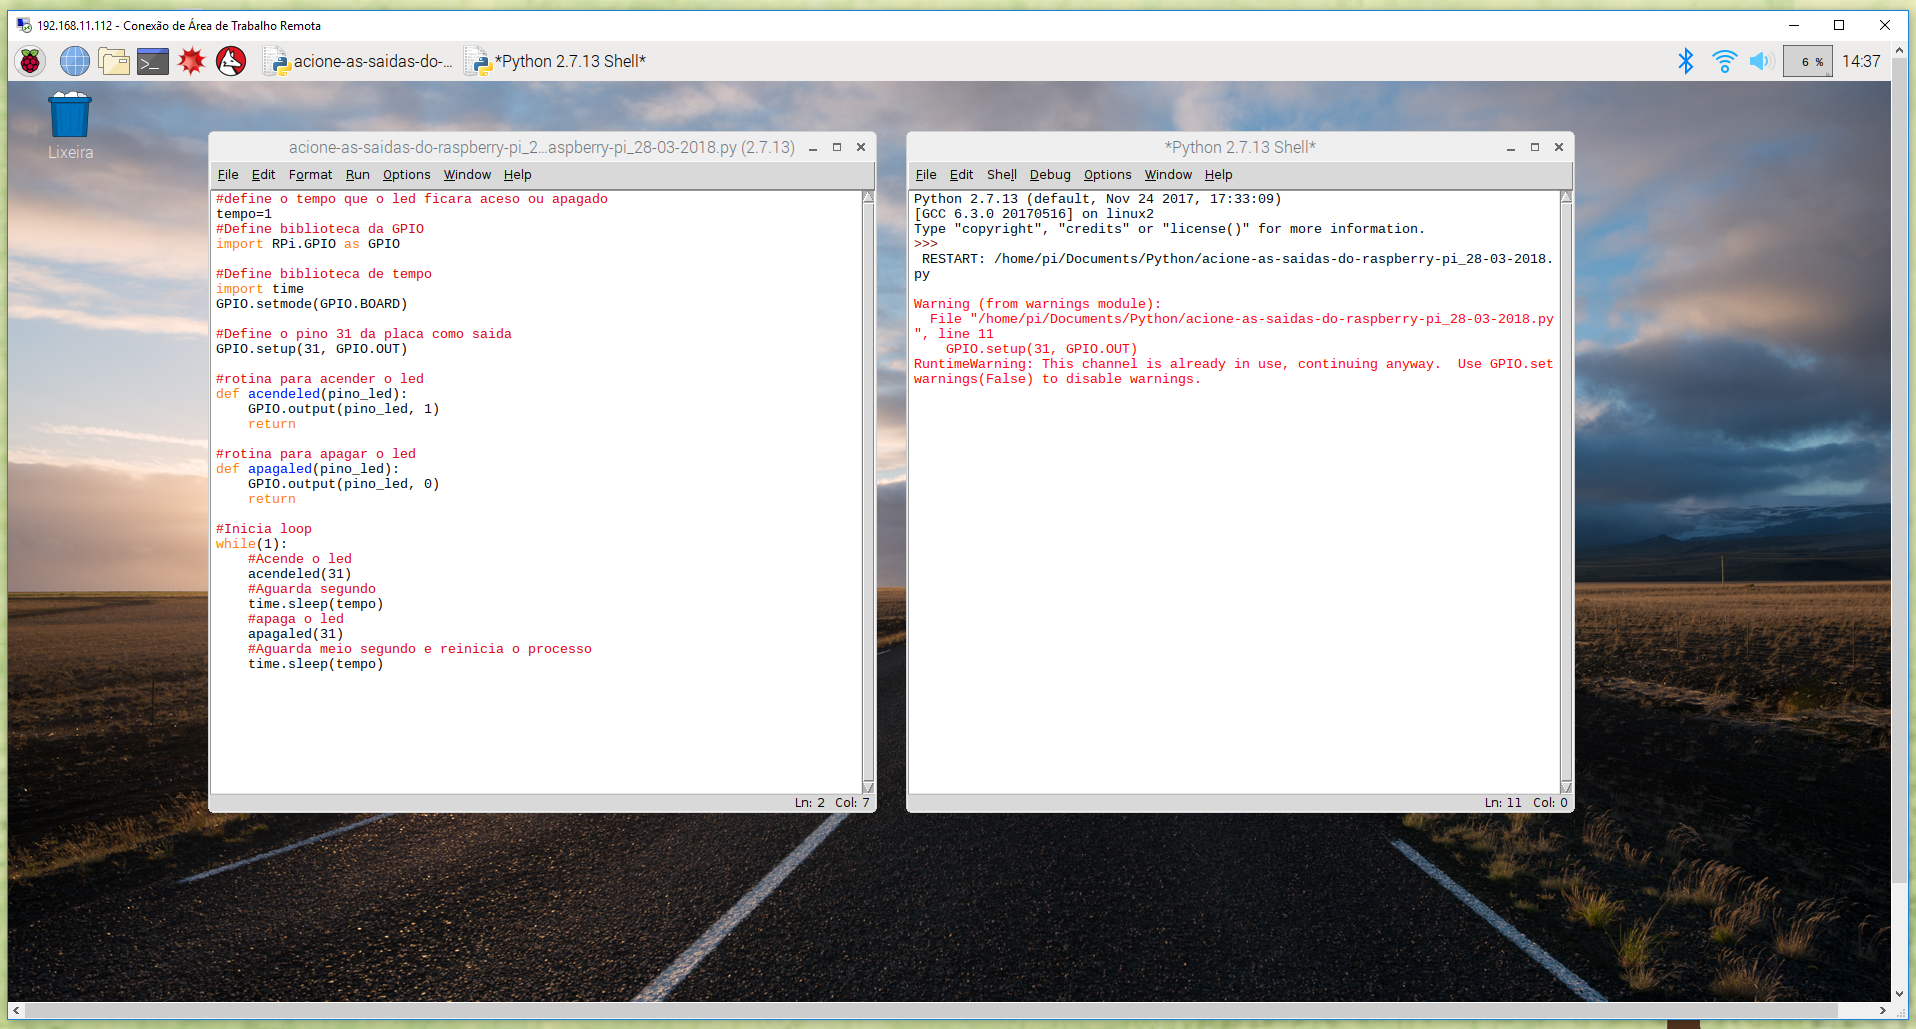 192.168.11.112 - Conexão de Área de Trabalho Remota
acione-as-saidas-do-...
*Python 2.7.13 Shell*
6 %
14:37
Lixeira
acione-as-saidas-do-raspberry-pi_2...aspberry-pi_28-03-2018.py (2.7.13)
File Edit Format Run Options Window Help
#define o tempo que o led ficara aceso ou apagado
tempo=1
#Define biblioteca da GPIO
import RPi.GPIO as GPIO
#Define biblioteca de tempo
import time
GPIO.setmode(GPIO.BOARD)
#Define o pino 31 da placa como saida
GPIO.setup(31, GPIO.OUT)
#rotina para acender o led
def acendeled(pino_led):
    GPIO.output(pino_led, 1)
    return
#rotina para apagar o led
def apagaled(pino_led):
    GPIO.output(pino_led, 0)
    return
#Inicia loop
while(1):
    #Acende o led
    acendeled(31)
    #Aguarda segundo
    time.sleep(tempo)
    #apaga o led
    apagaled(31)
    #Aguarda meio segundo e reinicia o processo
    time.sleep(tempo)
Ln: 2 Col: 7
*Python 2.7.13 Shell*
File Edit Shell Debug Options Window Help
Python 2.7.13 (default, Nov 24 2017, 17:33:09)
[GCC 6.3.0 20170516] on linux2
Type "copyright", "credits" or "license()" for more information.
>>>
 RESTART: /home/pi/Documents/Python/acione-as-saidas-do-raspberry-pi_28-03-2018.
py
Warning (from warnings module):
  File "/home/pi/Documents/Python/acione-as-saidas-do-raspberry-pi_28-03-2018.py
", line 11
    GPIO.setup(31, GPIO.OUT)
RuntimeWarning: This channel is already in use, continuing anyway.  Use GPIO.set
warnings(False) to disable warnings.
Ln: 11 Col: 0